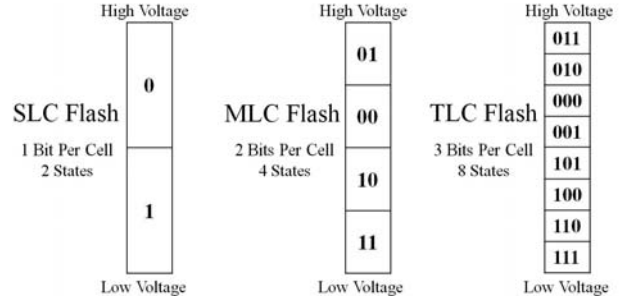 High Voltage
0
SLC Flash
1 Bit Per Cell
2 States
1
Low Voltage
High Voltage
01
MLC Flash
00
2 Bits Per Cell
4 States
10
11
Low Voltage
High Voltage
011
010
000
TLC Flash
001
3 Bits Per Cell
101
8 States
100
110
111
Low Voltage